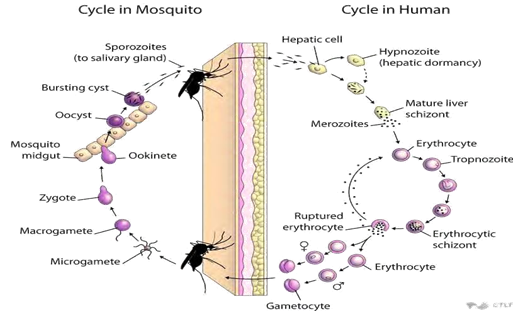 Cycle in Mosquito
Cycle in Human
Sporozoites
(to salivary gland)
Bursting cyst
Oocyst
Mosquito
midgut
Ookinete
Zygote
Macrogamete
Microgamete
Hepatic cell
Hypnozoite
(hepatic dormancy)
Mature liver
schizont
Merozoites
Erythrocyte
Tropnozoite
Ruptured
erythrocyte
Erythrocytic
schizont
♀
Erythrocyte
♂
Gametocyte